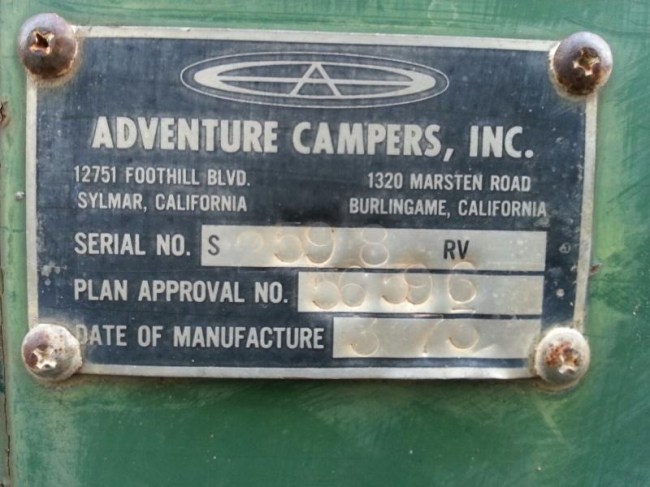 ADVENTURE CAMPERS, INC.
12751 FOOTHILL BLVD.
SYLMAR, CALIFORNIA
1320 MARSTEN ROAD
BURLINGAME, CALIFORNIA
SERIAL NO. S RV
PLAN APPROVAL NO.
DATE OF MANUFACTURE